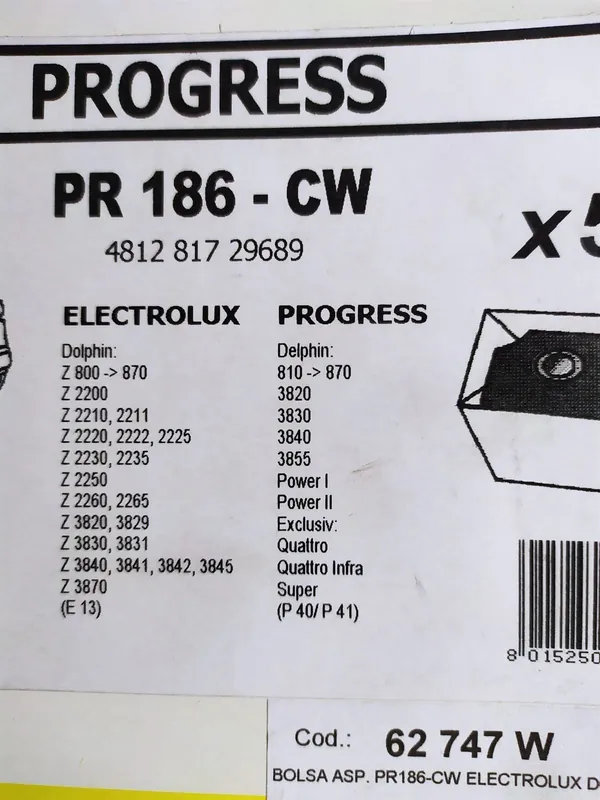 PROGRESS
PR 186 - CW
4812 817 29689
x 5
ELECTROLUX
Dolphin:
Z 800 -> 870
Z 2200
Z 2210, 2211
Z 2220, 2222, 2225
Z 2230, 2235
Z 2250
Z 2260, 2265
Z 3820, 3829
Z 3830, 3831
Z 3840, 3841, 3842, 3845
Z 3870
(E 13)
PROGRESS
Delphin:
810 -> 870
3820
3830
3840
3855
Power I
Power II
Exclusiv:
Quattro
Quattro Infra
Super
(P 40/ P 41)
8 015250
Cod.: 62 747 W
BOLSA ASP. PR186-CW ELECTROLUX D